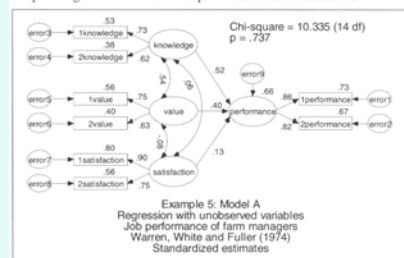 Chi-square = 10.335 (14 df)
p = .737
.53
error3
1knowledge
.73
knowledge
.38
error4
2knowledge
.62
.54
.06
.52
error9
.66
.56
error5
1value
.75
value
.40
performance
.86
.73
1performance
error1
.40
error6
2value
.63
.82
.67
2performance
error2
-.08
.13
.80
error7
1satisfaction
.90
satisfaction
.56
error8
2satisfaction
.75
Example 5: Model A
Regression with unobserved variables
Job performance of farm managers
Warren, White and Fuller (1974)
Standardized estimates